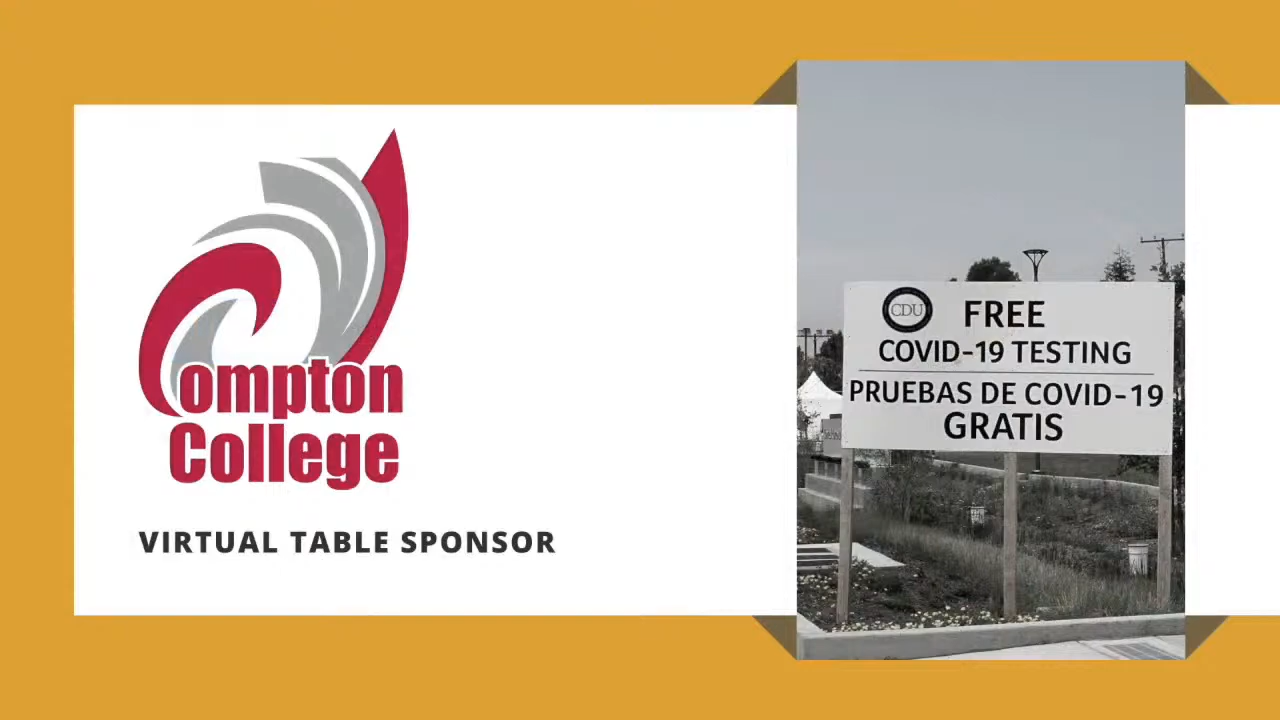 Compton
College
VIRTUAL TABLE SPONSOR
CDU
FREE
COVID-19 TESTING
PRUEBAS DE COVID-19
GRATIS